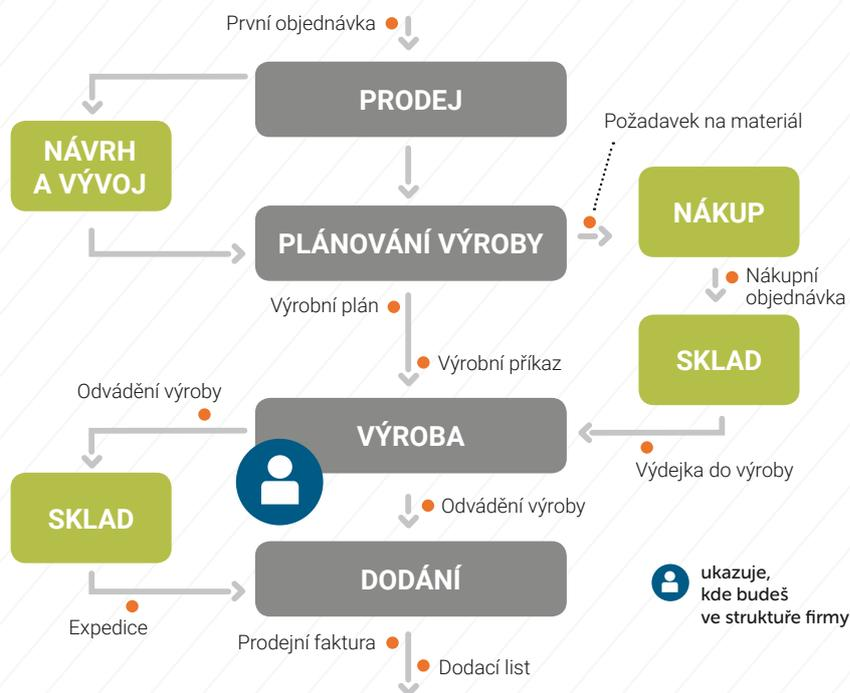 První objednávka
PRODEJ
Požadavek na materiál
NÁVRH
A VÝVOJ
NÁKUP
PLÁNOVÁNÍ VÝROBY
Nákupní
objednávka
Výrobní plán
SKLAD
Výrobní příkaz
Odvádění výroby
VÝROBA
Výdejka do výroby
SKLAD
Odvádění výroby
DODÁNÍ
ukazuje,
kde budeš
ve struktuře firmy
Expedice
Prodejní faktura
Dodací list